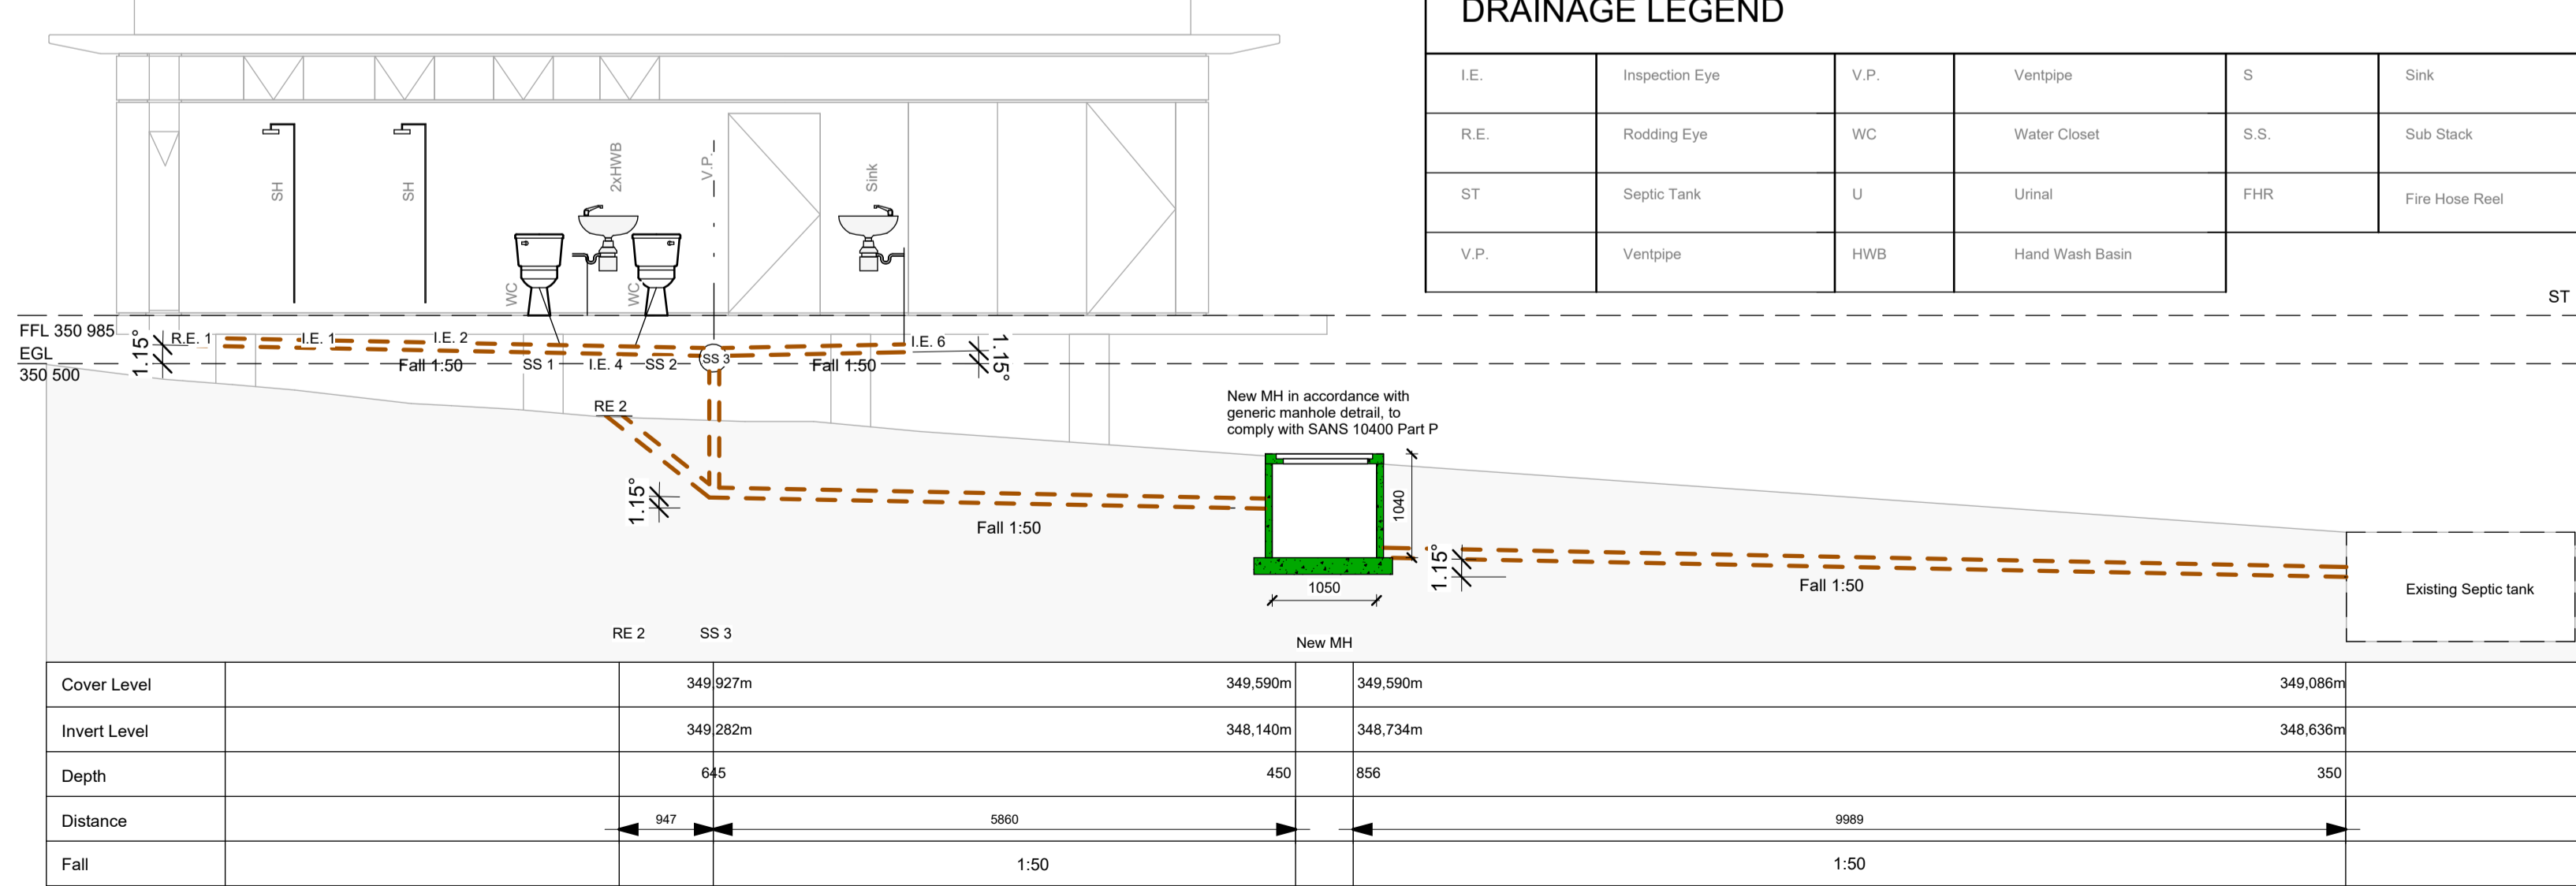 DRAINAGE LEGEND
I.E. Inspection Eye V.P. Ventpipe S Sink
R.E. Rodding Eye WC Water Closet S.S. Sub Stack
ST Septic Tank U Urinal FHR Fire Hose Reel
V.P. Ventpipe HWB Hand Wash Basin
ST
SH
SH
WC
2xHWB
WC
V.P.
Sink
FFL 350 985
EGL
350 500
1.15°
R.E. 1
I.E. 1
I.E. 2
Fall 1:50
SS 1
I.E. 4
SS 2
SS 3
Fall 1:50
I.E. 6
1.15°
RE 2
1.15°
Fall 1:50
New MH in accordance with
generic manhole detail, to
comply with SANS 10400 Part P
1040
1050
1.15°
Fall 1:50
Existing Septic tank
RE 2
SS 3
New MH
Cover Level 349,927m 349,590m 349,590m 349,086m
Invert Level 349,282m 348,140m 348,734m 348,636m
Depth 645 450 856 350
Distance 947 5860 9989
Fall 1:50 1:50